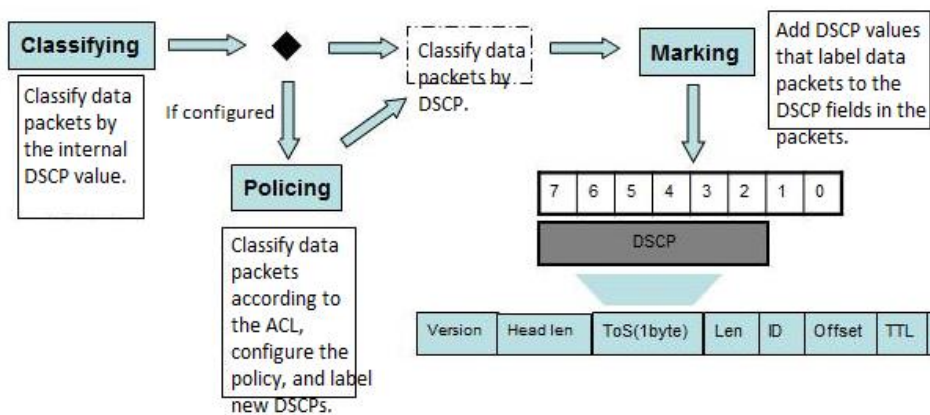 Classifying
Classify data
packets by
the internal
DSCP value.
If configured
Policing
Classify data
packets
according to
the ACL,
configure the
policy, and label
new DSCPs.
Classify data
packets by
DSCP.
Marking
Add DSCP values
that label data
packets to the
DSCP fields in the
packets.
7 6 5 4 3 2 1 0
DSCP
Version Head len ToS(1byte) Len ID Offset TTL